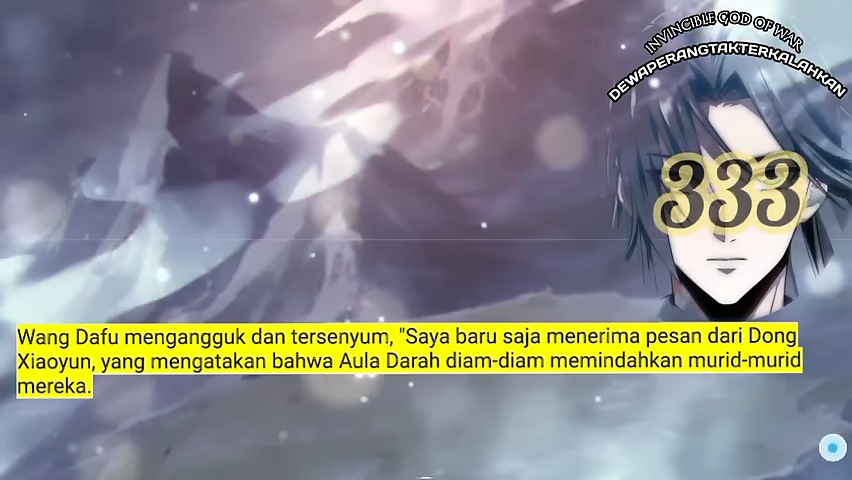 INVINCIBLE GOD OF WAR
DEWAPERANGTAKTERKALAHKAN
333
Wang Dafu mengangguk dan tersenyum, "Saya baru saja menerima pesan dari Dong
Xiaoyun, yang mengatakan bahwa Aula Darah diam-diam memindahkan murid-murid
mereka.